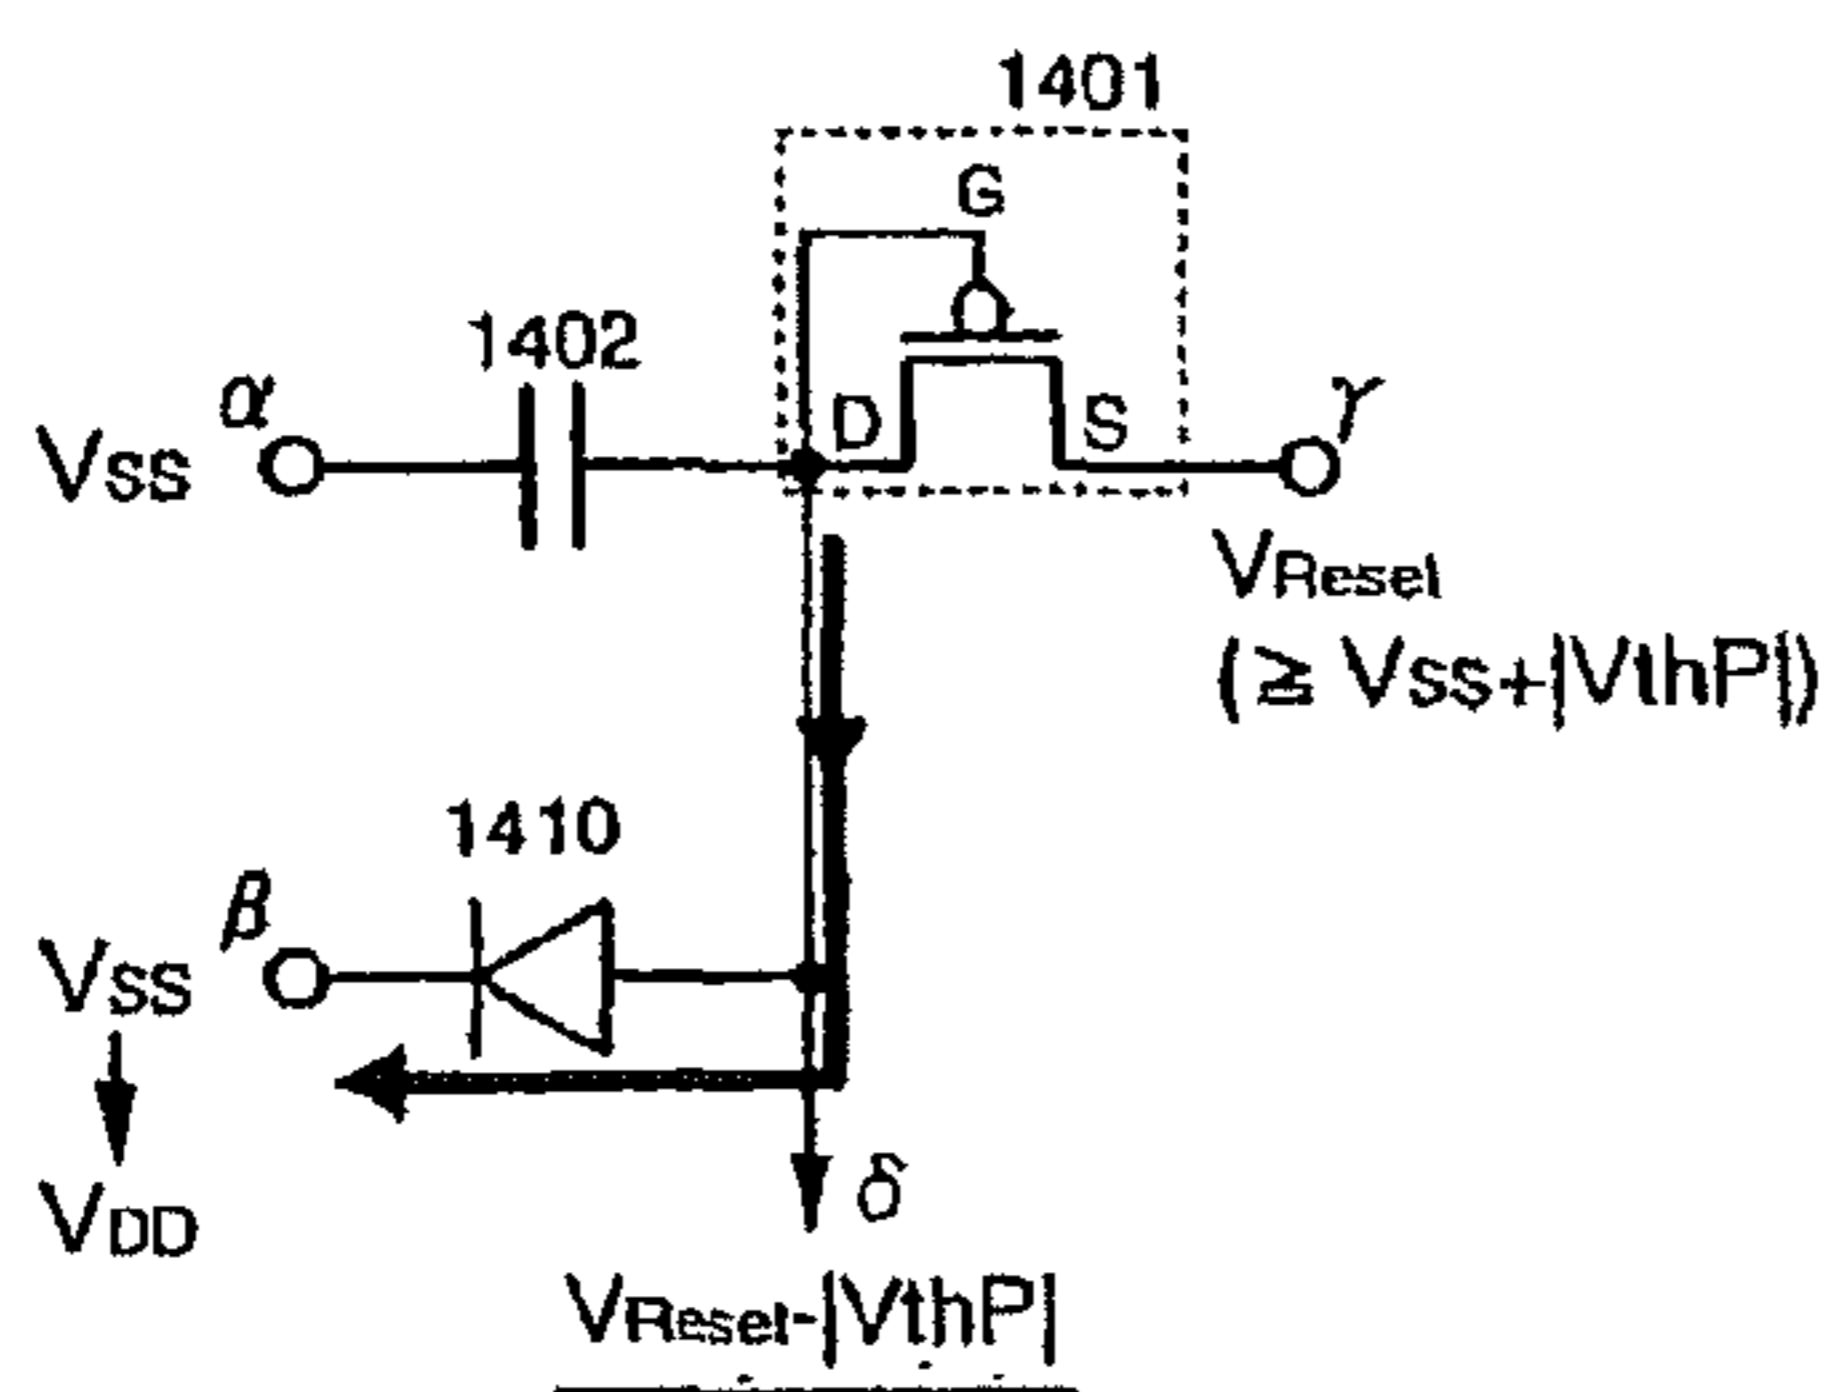 1401
G
1402
α
D
S
γ
VSS
VReset
(≧ VSS+|VthP|)
1410
β
VSS
VDD
δ
VReset-|VthP|